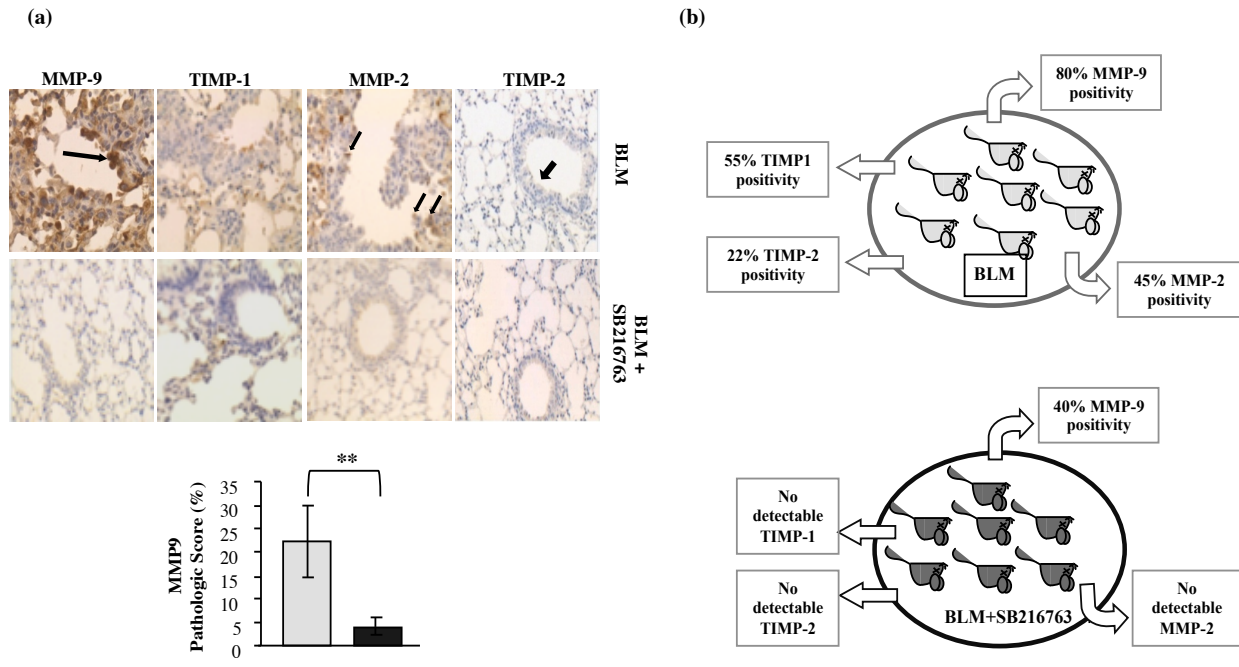 (a)
MMP-9
TIMP-1
MMP-2
TIMP-2
BLM
BLM +
SB216763
**
MMP9
Pathologic Score (%)
35
30
25
20
15
10
5
0
(b)
80% MMP-9
positivity
55% TIMP1
positivity
22% TIMP-2
positivity
BLM
45% MMP-2
positivity
40% MMP-9
positivity
No
detectable
TIMP-1
No
detectable
TIMP-2
BLM+SB216763
No
detectable
MMP-2